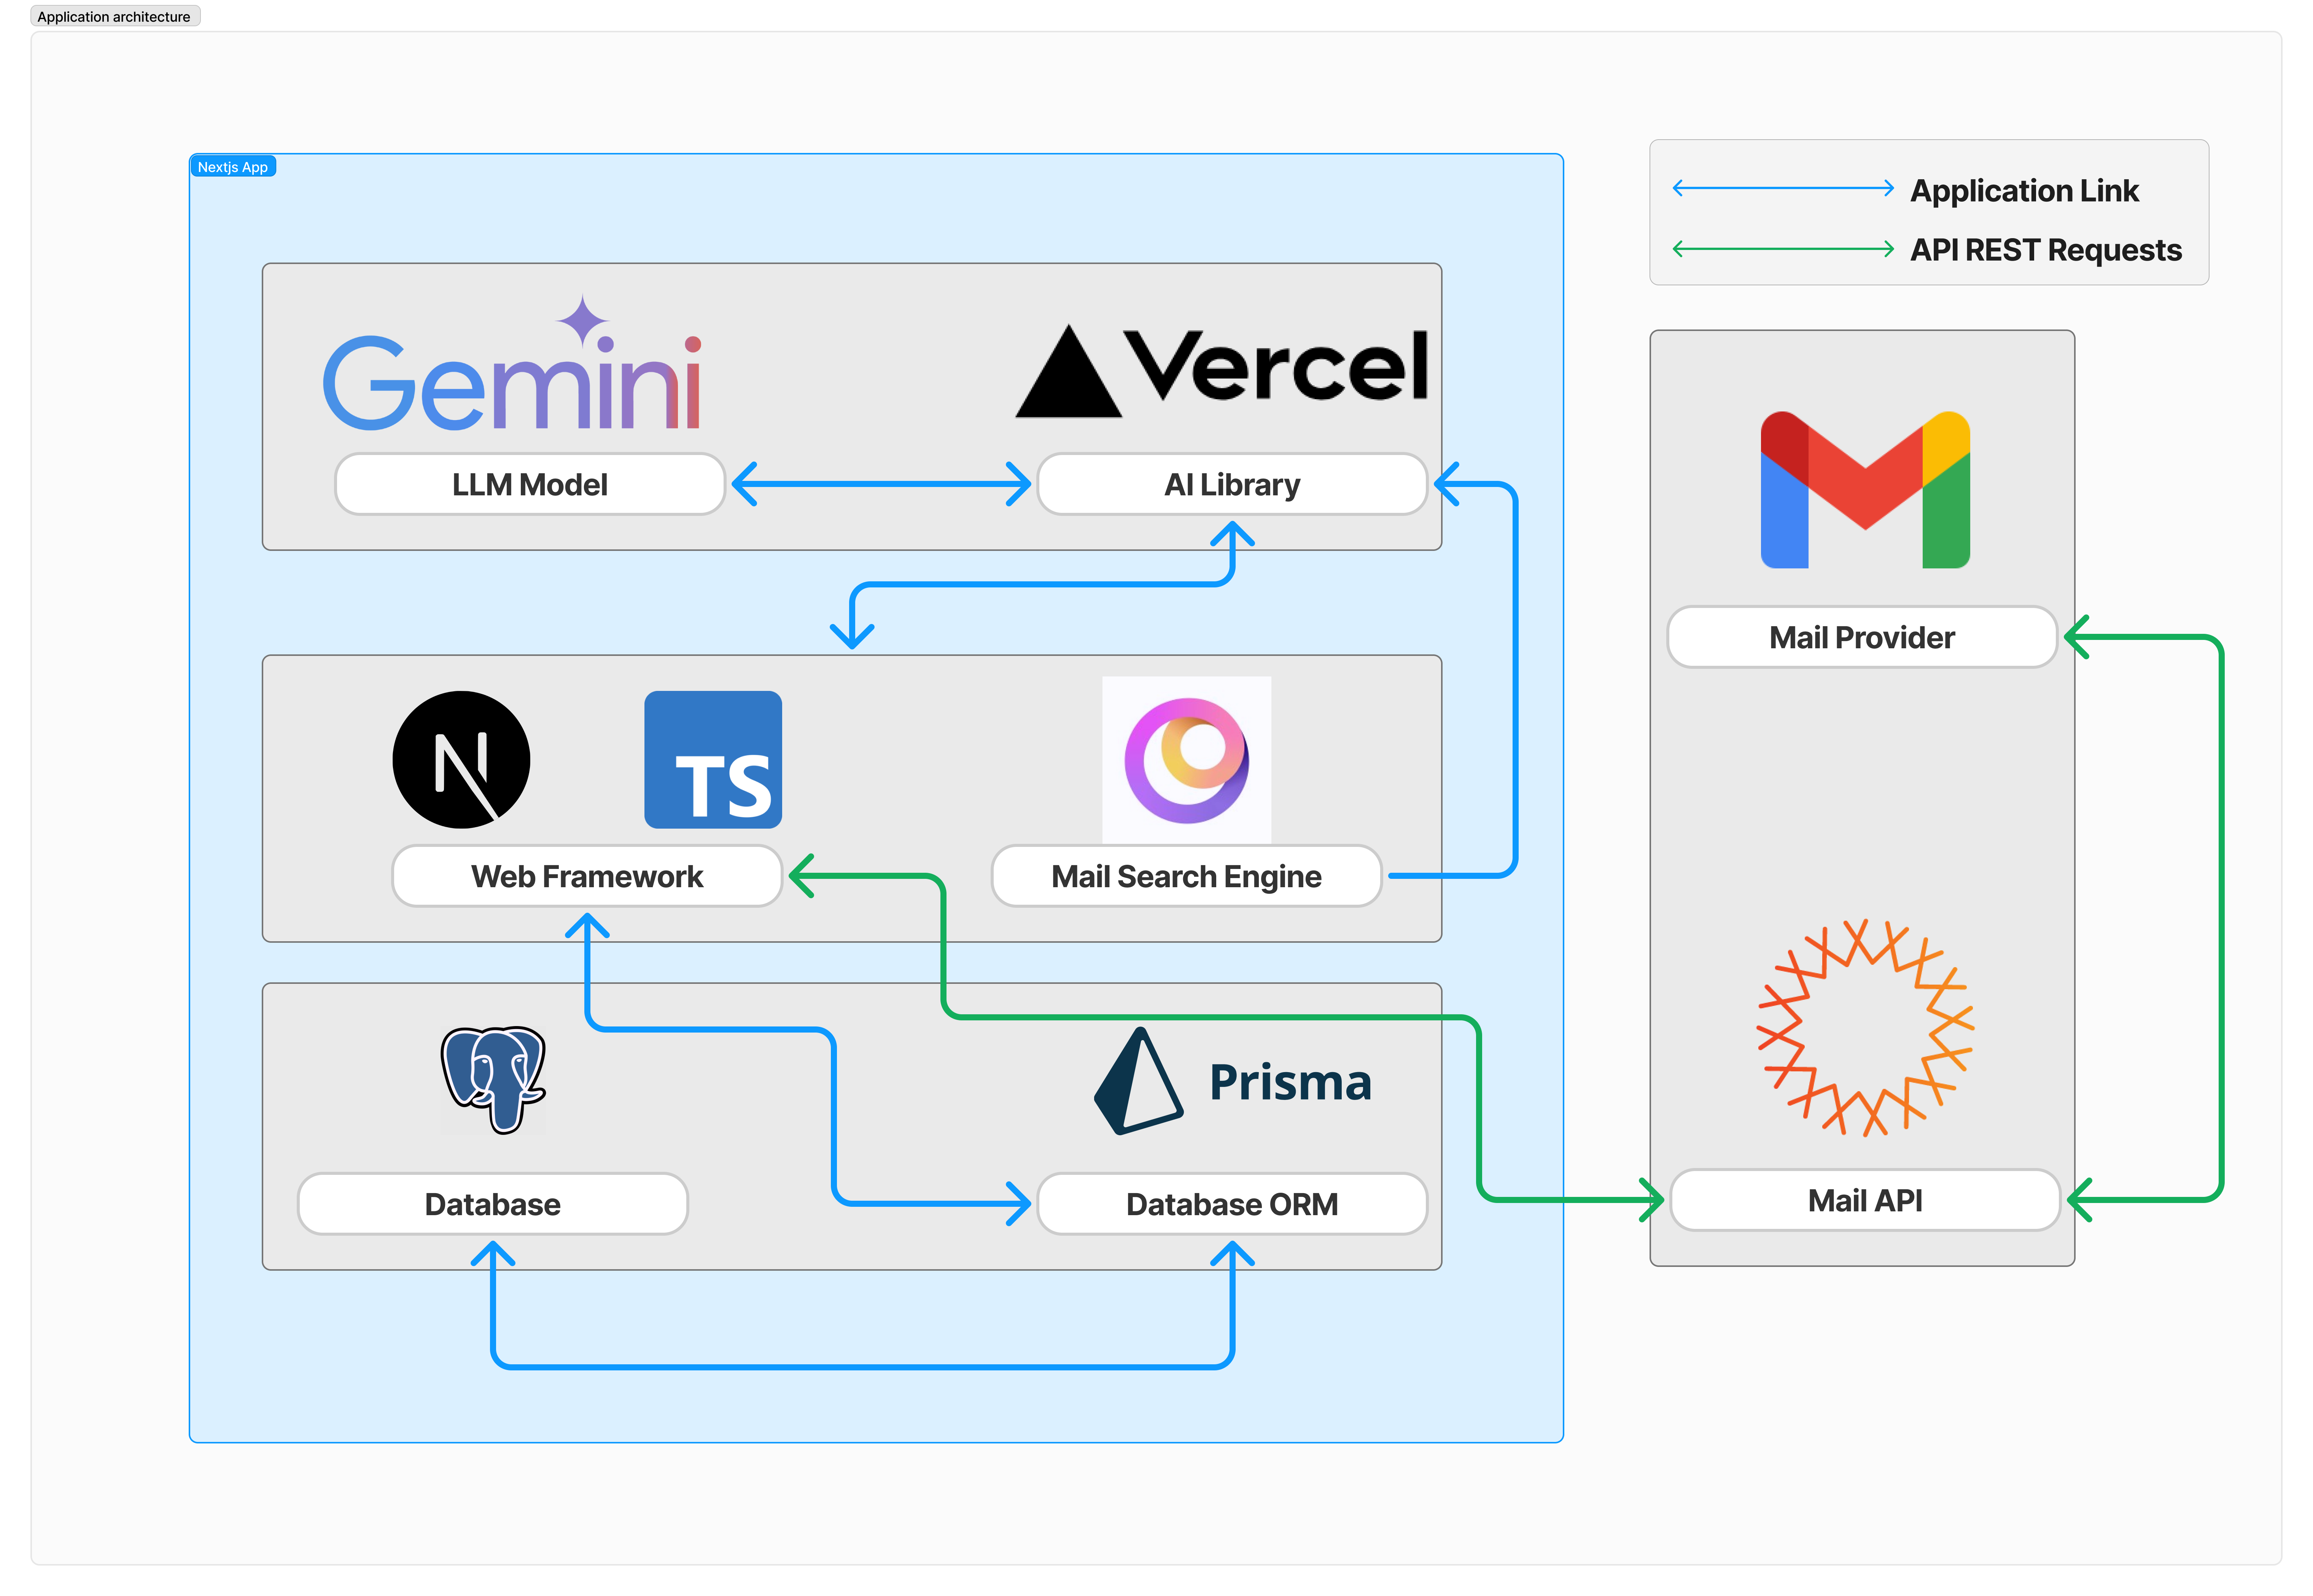 Application architecture
Nextjs App
Application Link
API REST Requests
Gemini
Vercel
LLM Model
AI Library
Mail Provider
N
TS
Web Framework
Mail Search Engine
Prisma
Database
Database ORM
Mail API